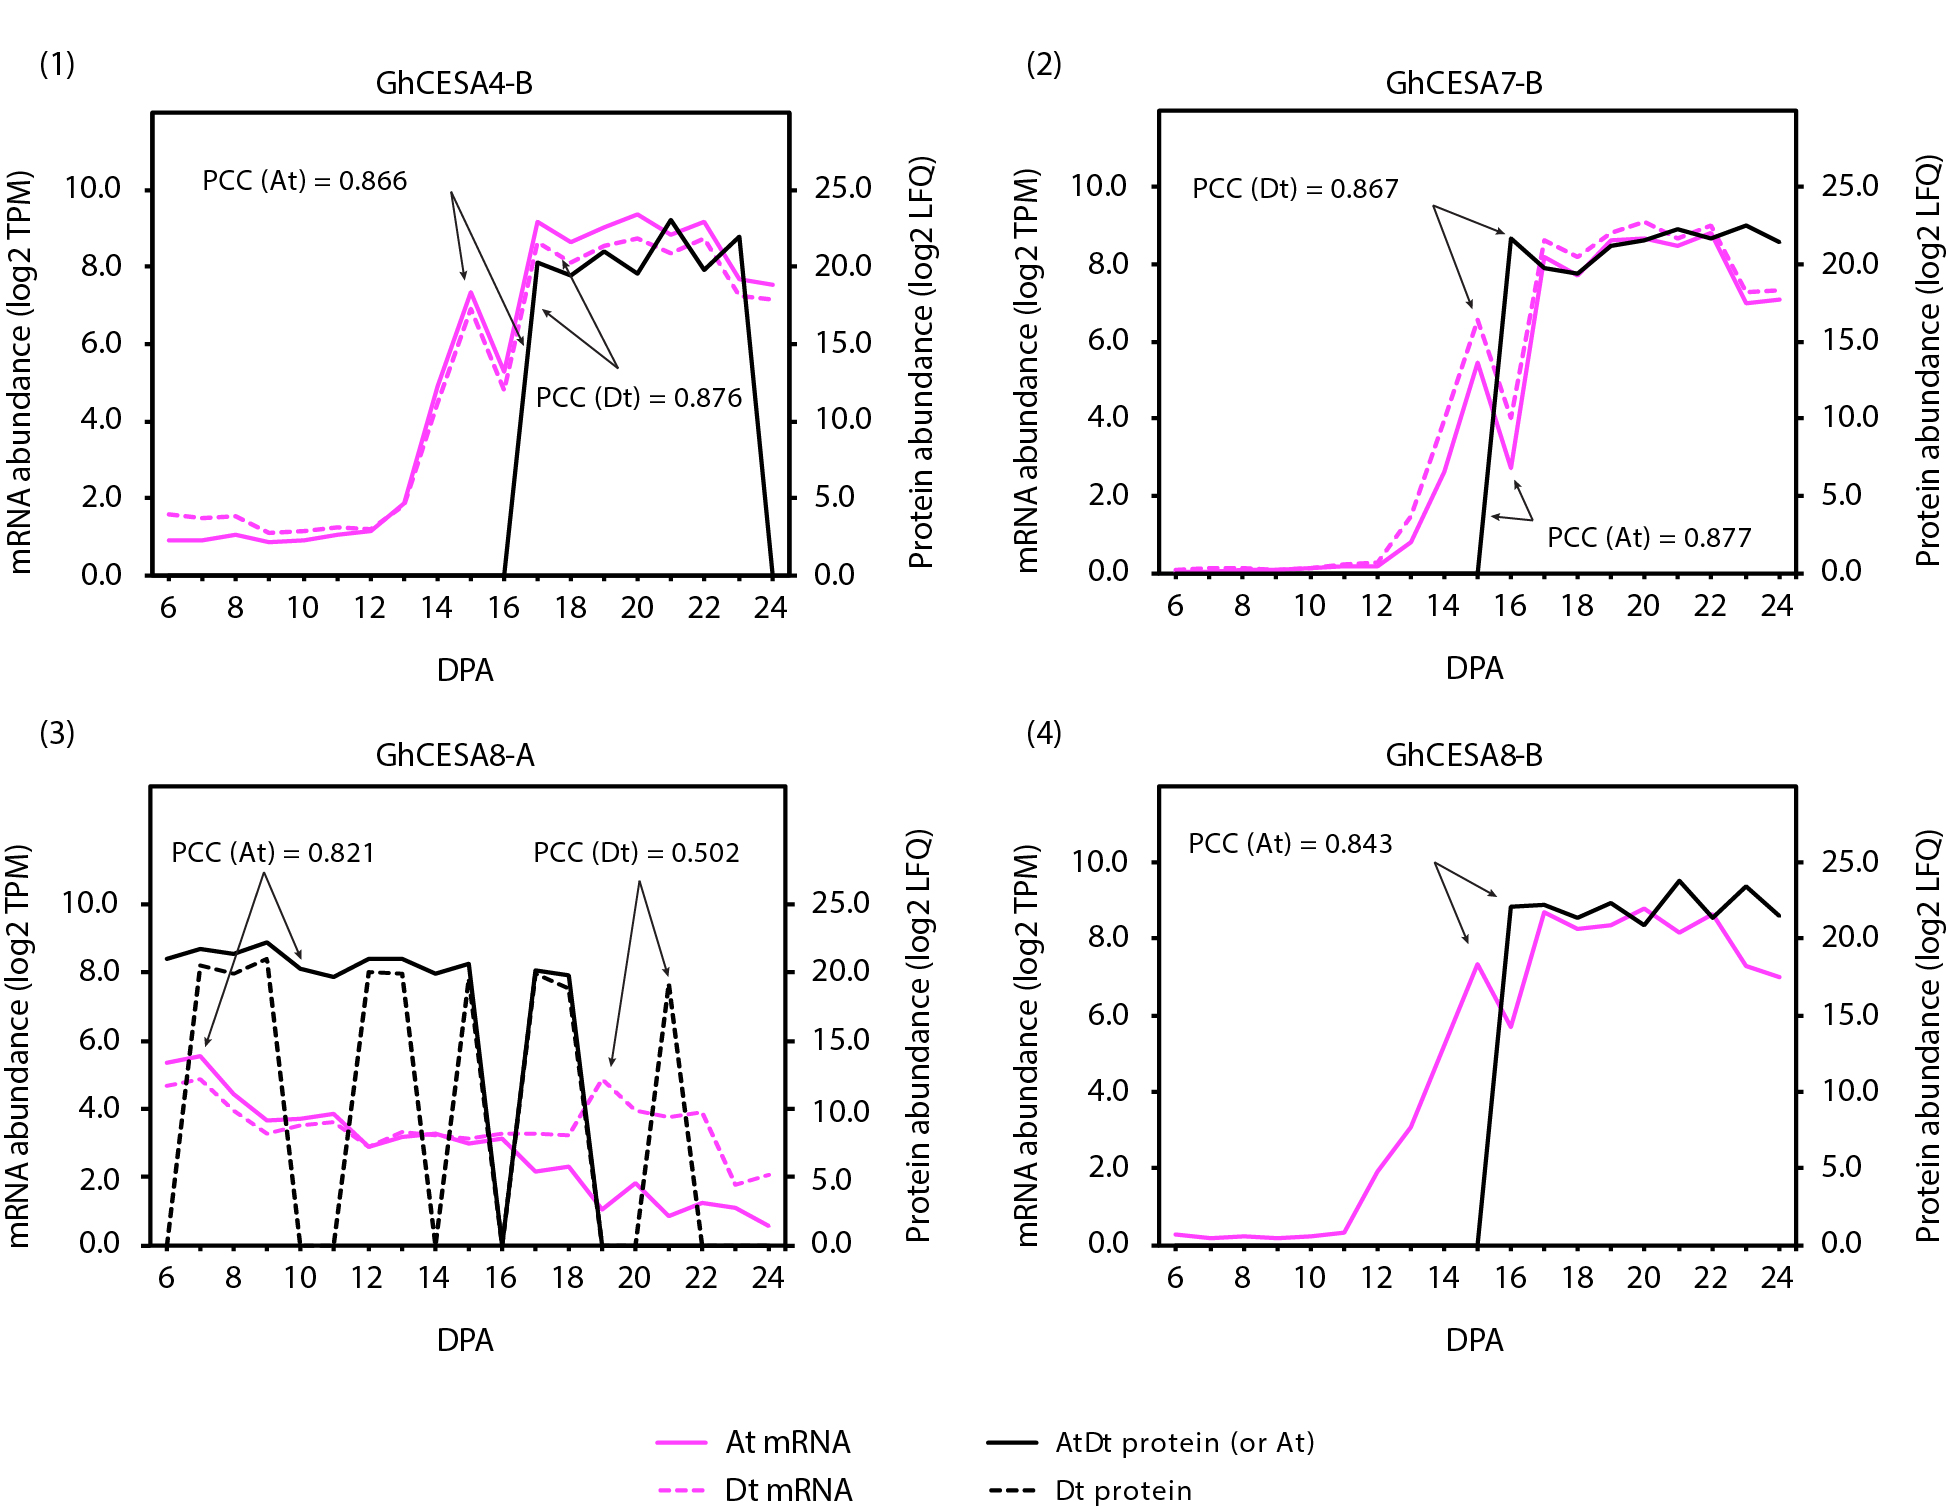 (1)
GhCESA4-B
PCC (At) = 0.866
PCC (Dt) = 0.876
mRNA abundance (log2 TPM)
10.0
8.0
6.0
4.0
2.0
0.0
25.0
20.0
15.0
10.0
5.0
0.0
Protein abundance (log2 LFQ)
6 8 10 12 14 16 18 20 22 24
DPA
(2)
GhCESA7-B
PCC (Dt) = 0.867
PCC (At) = 0.877
mRNA abundance (log2 TPM)
10.0
8.0
6.0
4.0
2.0
0.0
25.0
20.0
15.0
10.0
5.0
0.0
Protein abundance (log2 LFQ)
6 8 10 12 14 16 18 20 22 24
DPA
(3)
GhCESA8-A
PCC (At) = 0.821
PCC (Dt) = 0.502
mRNA abundance (log2 TPM)
10.0
8.0
6.0
4.0
2.0
0.0
25.0
20.0
15.0
10.0
5.0
0.0
Protein abundance (log2 LFQ)
6 8 10 12 14 16 18 20 22 24
DPA
(4)
GhCESA8-B
PCC (At) = 0.843
mRNA abundance (log2 TPM)
10.0
8.0
6.0
4.0
2.0
0.0
25.0
20.0
15.0
10.0
5.0
0.0
Protein abundance (log2 LFQ)
6 8 10 12 14 16 18 20 22 24
DPA
At mRNA
Dt mRNA
AtDt protein (or At)
Dt protein